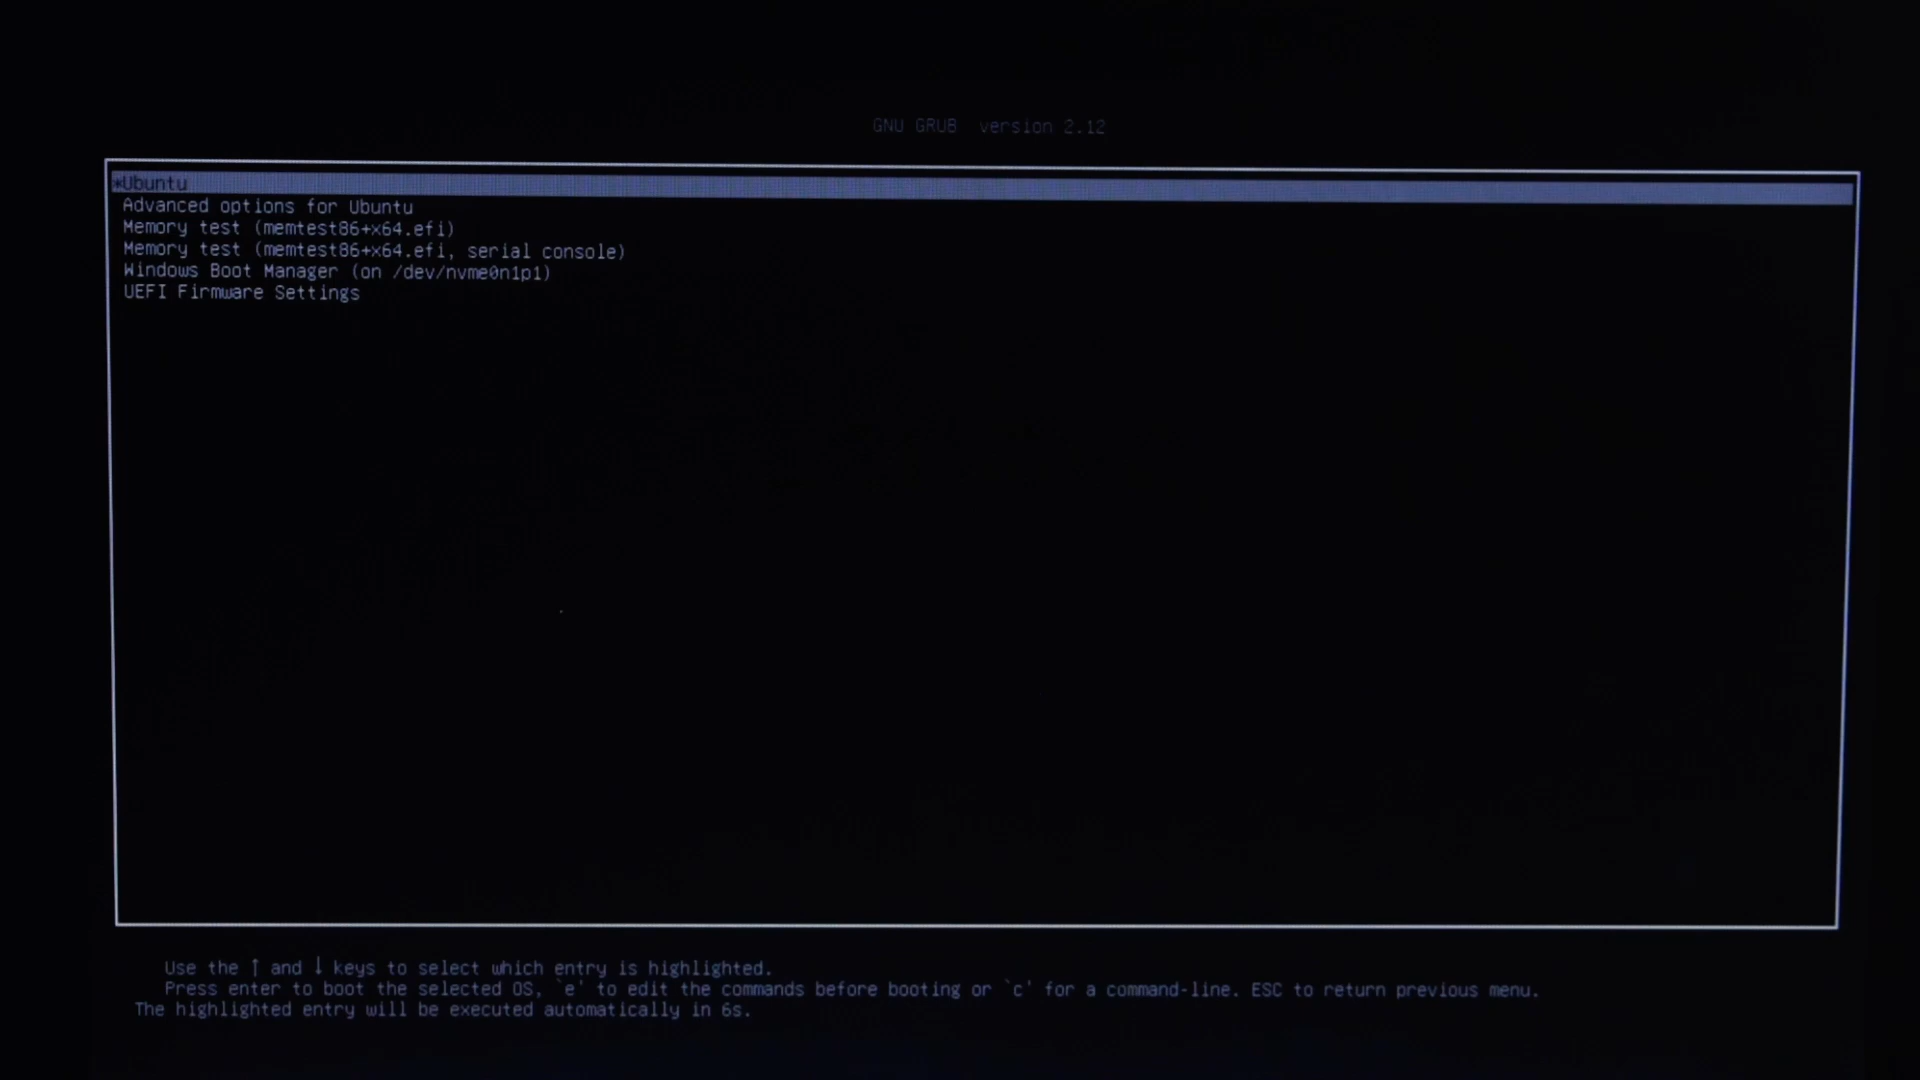 GNU GRUB  version 2.12
*Ubuntu
Advanced options for Ubuntu
Memory test (memtest86+x64.efi)
Memory test (memtest86+x64.efi, serial console)
Windows Boot Manager (on /dev/nvme0n1p1)
UEFI Firmware Settings
Use the ↑ and ↓ keys to select which entry is highlighted.
Press enter to boot the selected OS, `e' to edit the commands before booting or `c' for a command-line. ESC to return previous menu.
The highlighted entry will be executed automatically in 6s.